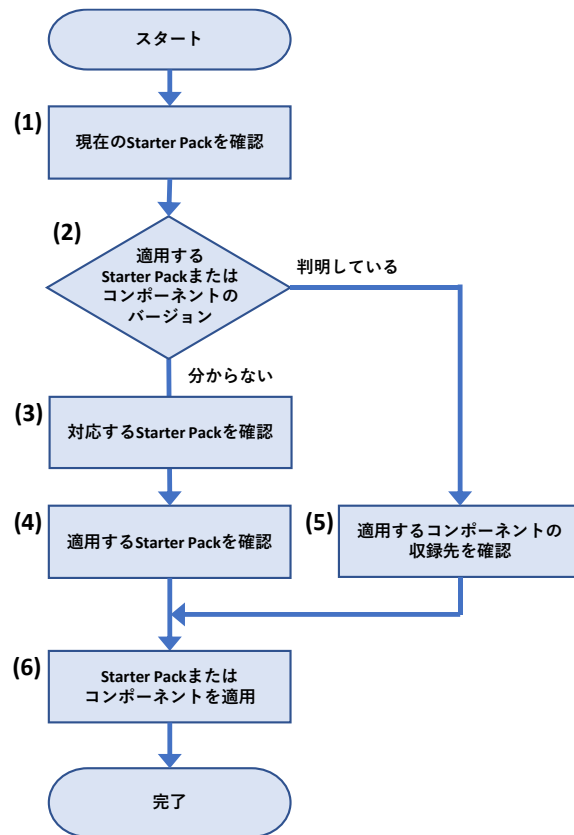 スタート
(1)
現在のStarter Packを確認
(2)
適用する
Starter Packまたは
コンポーネントの
バージョン
判明している
分からない
(3)
対応するStarter Packを確認
(4)
適用するStarter Packを確認
(5)
適用するコンポーネントの
収録先を確認
(6)
Starter Packまたは
コンポーネントを適用
完了